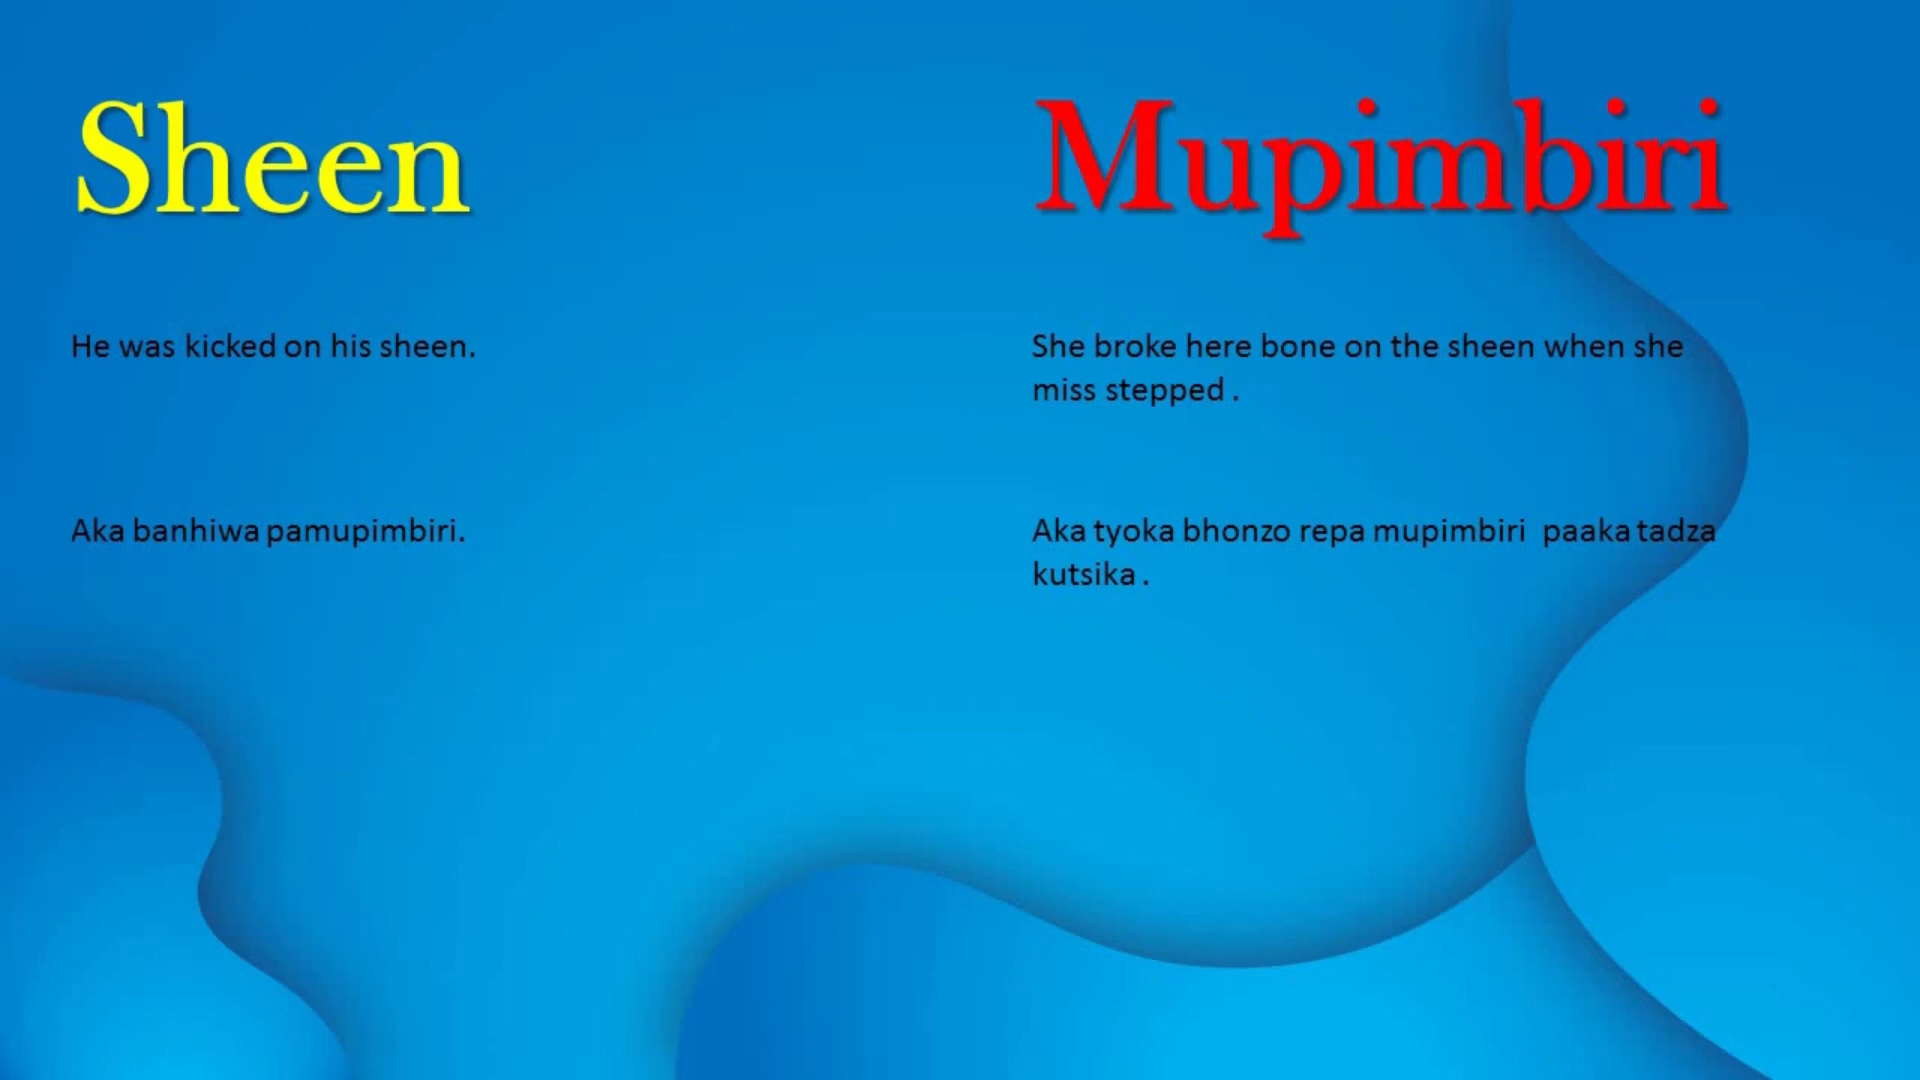 Sheen
Mupimbiri
He was kicked on his sheen.
She broke here bone on the sheen when she
miss stepped .
Aka banhiwa pamupimbiri.
Aka tyoka bhonzo repa mupimbiri  paaka tadza
kutsika .